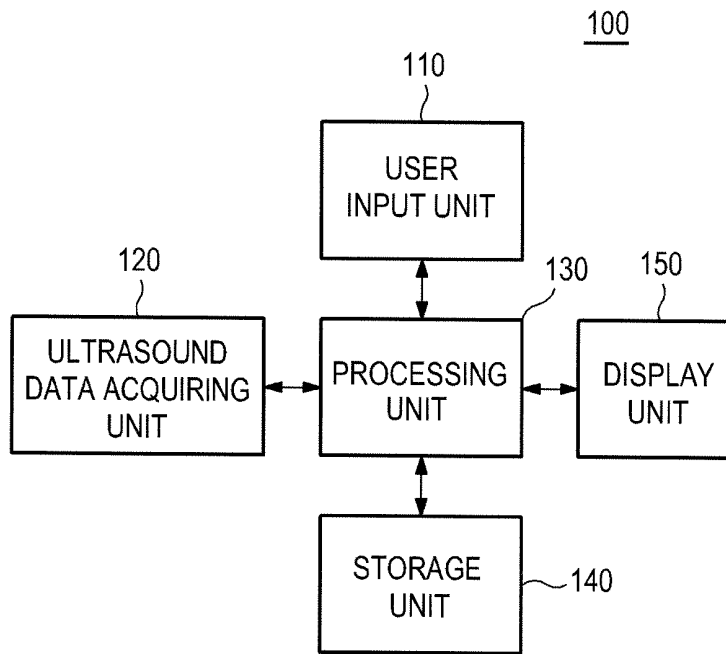 100
110
USER
INPUT UNIT
120
130
150
ULTRASOUND
DATA ACQUIRING
UNIT
PROCESSING
UNIT
DISPLAY
UNIT
STORAGE
UNIT
140